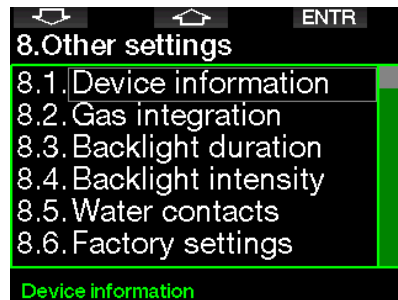 ENTR
8.Other settings
8.1.Device information
8.2.Gas integration
8.3.Backlight duration
8.4.Backlight intensity
8.5.Water contacts
8.6.Factory settings
Device information